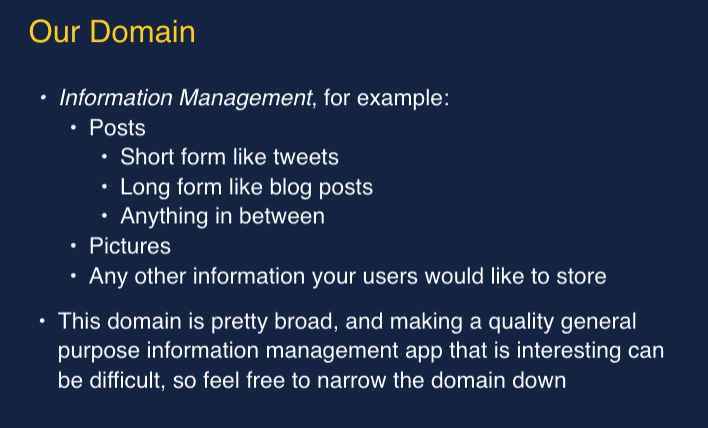 Our Domain
• Information Management, for example:
• Posts
• Short form like tweets
• Long form like blog posts
• Anything in between
• Pictures
• Any other information your users would like to store
• This domain is pretty broad, and making a quality general
purpose information management app that is interesting can
be difficult, so feel free to narrow the domain down